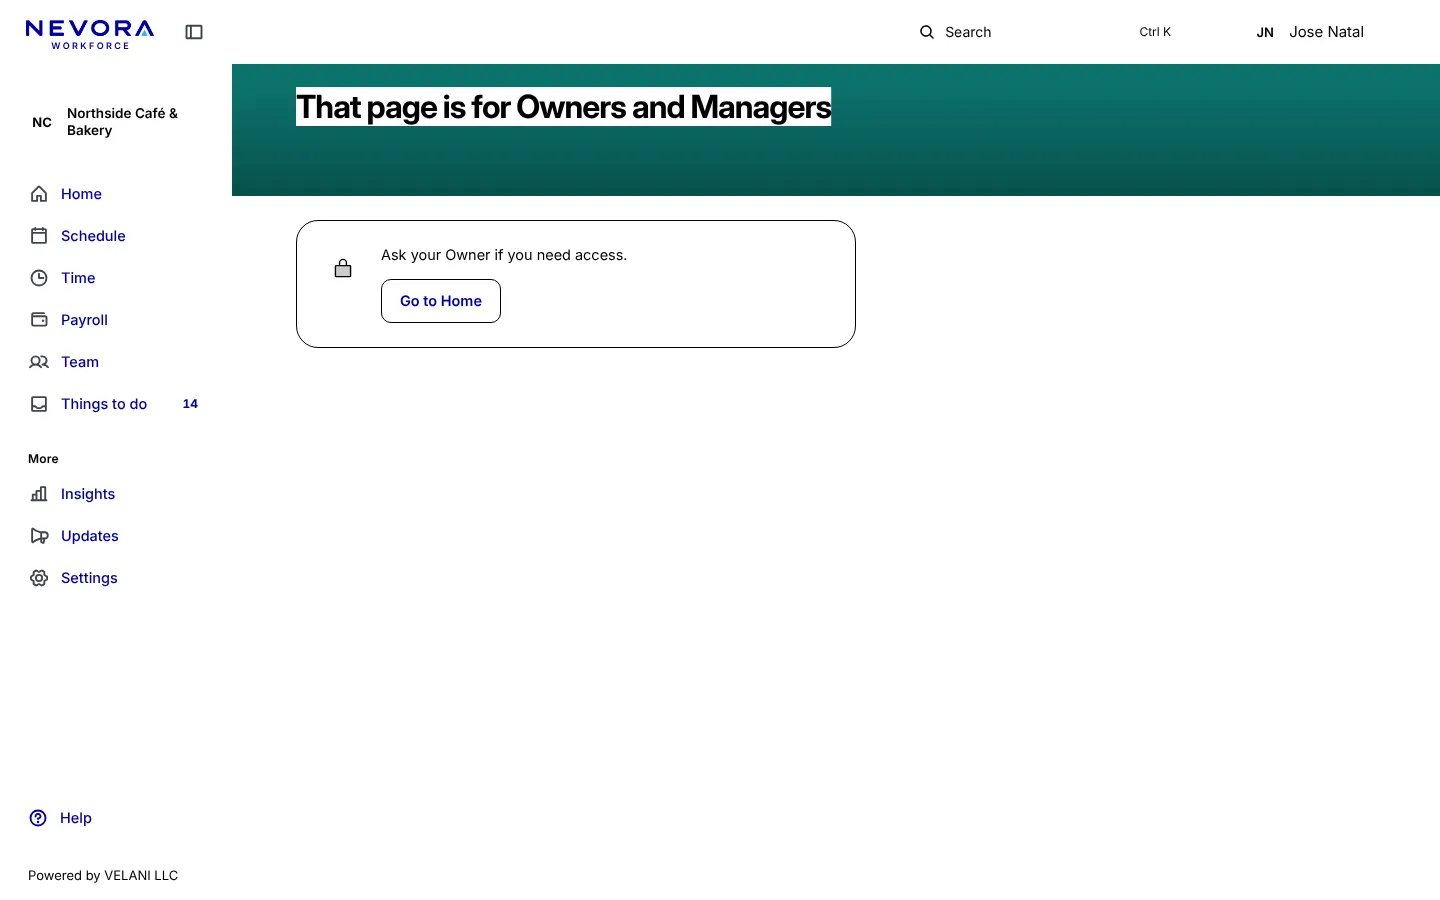 NEVORA
WORKFORCE
Search
Ctrl K
JN
Jose Natal
NC
Northside Café &
Bakery
Home
Schedule
Time
Payroll
Team
Things to do
14
More
Insights
Updates
Settings
Help
Powered by VELANI LLC
That page is for Owners and Managers
Ask your Owner if you need access.
Go to Home